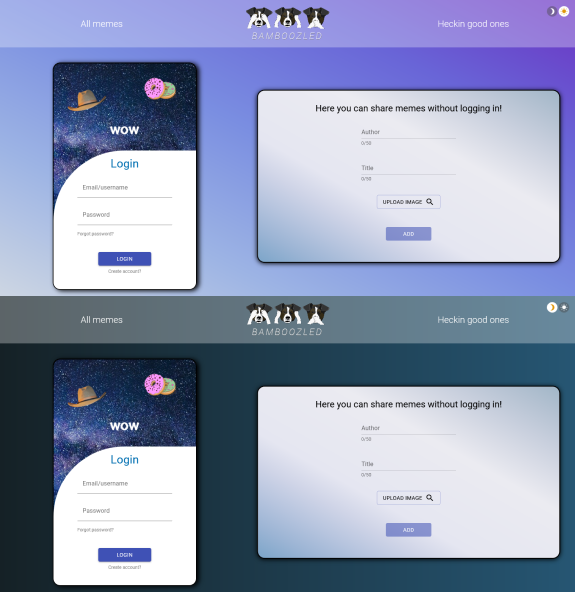 All memes
BAMBOOZLED
Heckin good ones
WOW
Login
Email/username
Password
Forgot password?
LOGIN
Create account?
Here you can share memes without logging in!
Author
0/50
Title
0/50
UPLOAD IMAGE
ADD
All memes
BAMBOOZLED
Heckin good ones
WOW
Login
Email/username
Password
Forgot password?
LOGIN
Create account?
Here you can share memes without logging in!
Author
0/50
Title
0/50
UPLOAD IMAGE
ADD